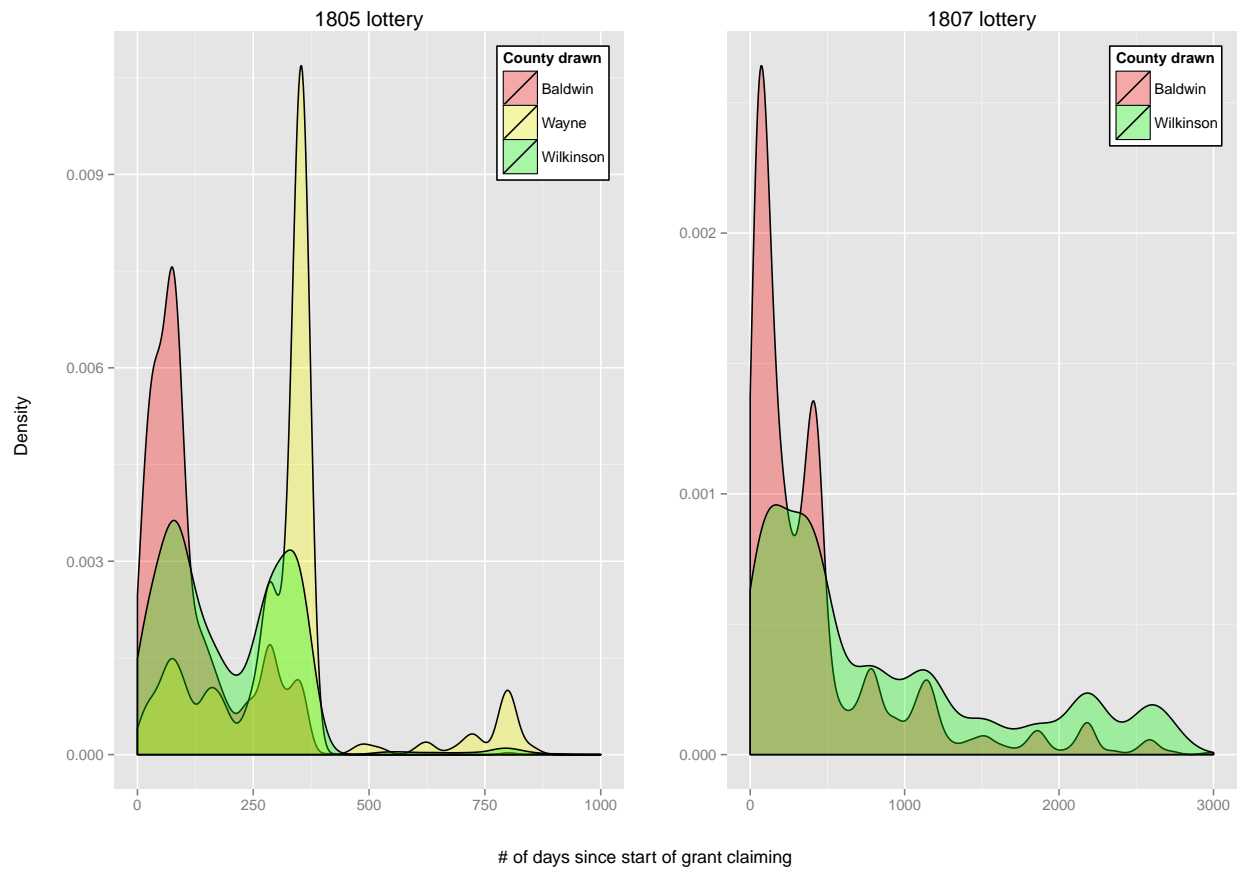 1805 lottery
1807 lottery
County drawn
Baldwin
Wayne
Wilkinson
County drawn
Baldwin
Wilkinson
Density
0.009
0.006
0.003
0.000
0
250
500
750
1000
0.002
0.001
0.000
0
1000
2000
3000
# of days since start of grant claiming